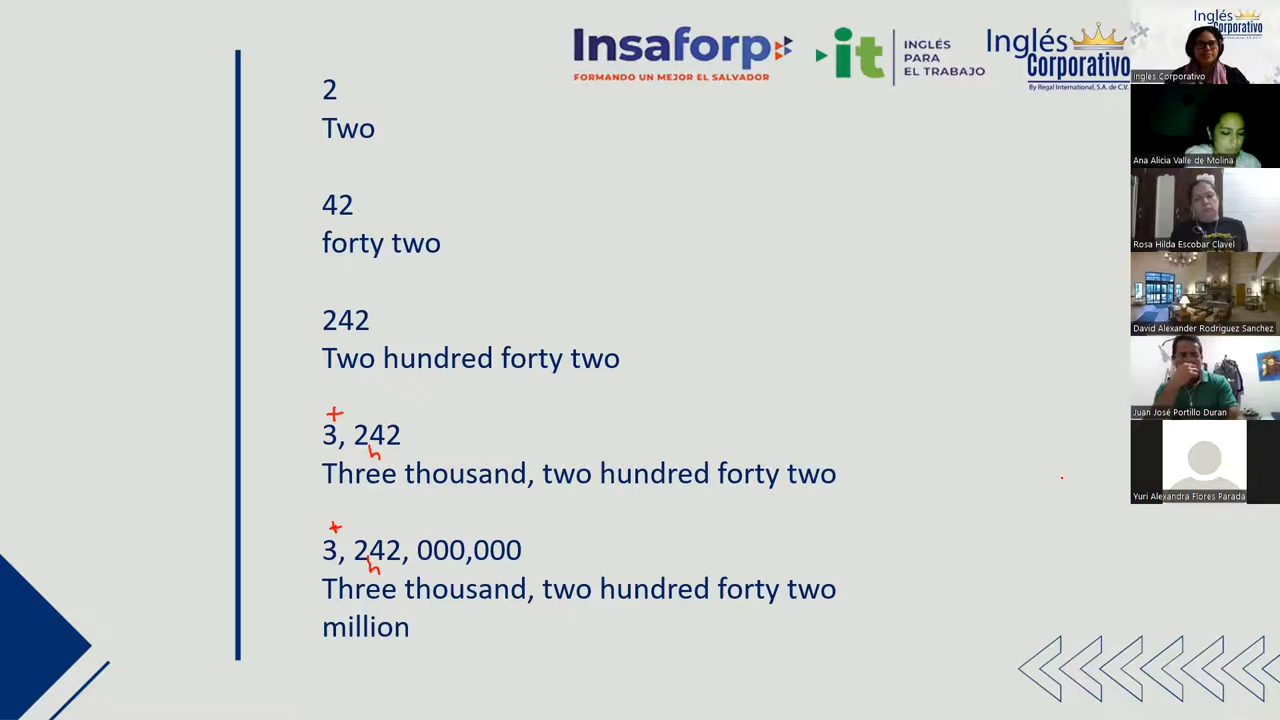 Insaforp
FORMANDO UN MEJOR EL SALVADOR
it
INGLÉS
PARA
EL TRABAJO
Inglés
Corporativo
By Regal International, S.A. de C.V.
2
Two
42
forty two
242
Two hundred forty two
+
3, 242
h
Three thousand, two hundred forty two
+
3, 242, 000,000
h
Three thousand, two hundred forty two
million
Inglés
Corporativo
Ingles Corporativo
Ana Alicia Valle de Molina
Rosa Hilda Escobar Clavel
David Alexander Rodriguez Sanchez
Juan José Portillo Duran
Yuri Alexandra Flores Parada